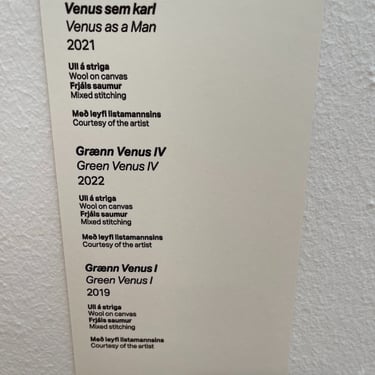 Venus sem karl
Venus as a Man
2021
Ull á striga
Wool on canvas
Frjáls saumur
Mixed stitching
Með leyfi listamannsins
Courtesy of the artist
Grænn Venus IV
Green Venus IV
2022
Ull á striga
Wool on canvas
Frjáls saumur
Mixed stitching
Með leyfi listamannsins
Courtesy of the artist
Grænn Venus I
Green Venus I
2019
Ull á striga
Wool on canvas
Frjáls saumur
Mixed stitching
Með leyfi listamannsins
Courtesy of the artist